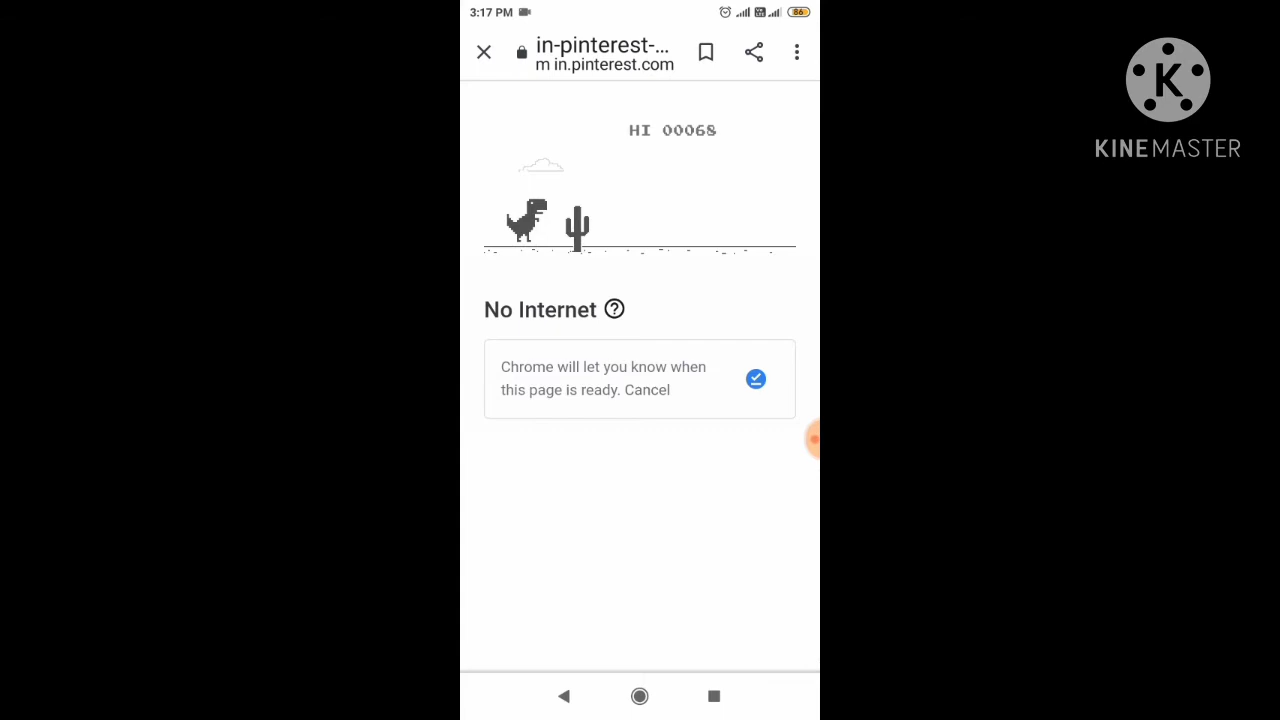 3:17 PM
86
in-pinterest-...
m in.pinterest.com
HI 00068
No Internet
Chrome will let you know when
this page is ready. Cancel
K
KINEMASTER